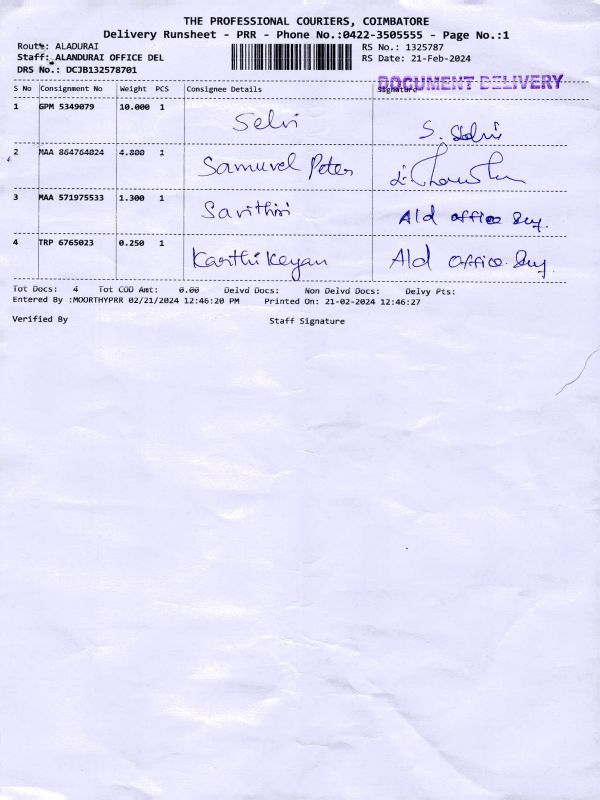 THE PROFESSIONAL COURIERS, COIMBATORE
Delivery Runsheet - PRR - Phone No.:0422-3505555 - Page No.:1
Route: ALADURAI RS No.: 1325787
Staff: ALANDURAI OFFICE DEL RS Date: 21-Feb-2024
DRS No.: DCJB132578701
DOCUMENT DELIVERY
S No Consignment No Weight PCS Consignee Details Signature
1 GPM 5349079 10.000 1 Selvi S. Selvi
2 MAA 864764024 4.800 1 Samuvel Peter
3 MAA 571975533 1.300 1 Savithiri Ald office
4 TRP 6765023 0.250 1 Karthikeyan Ald office
Tot Docs: 4 Tot COD Amt: 0.00 Delvd Docs: Non Delvd Docs: Delvy Pts:
Entered By :MOORTHYPRR 02/21/2024 12:46:20 PM Printed On: 21-02-2024 12:46:27
Verified By Staff Signature